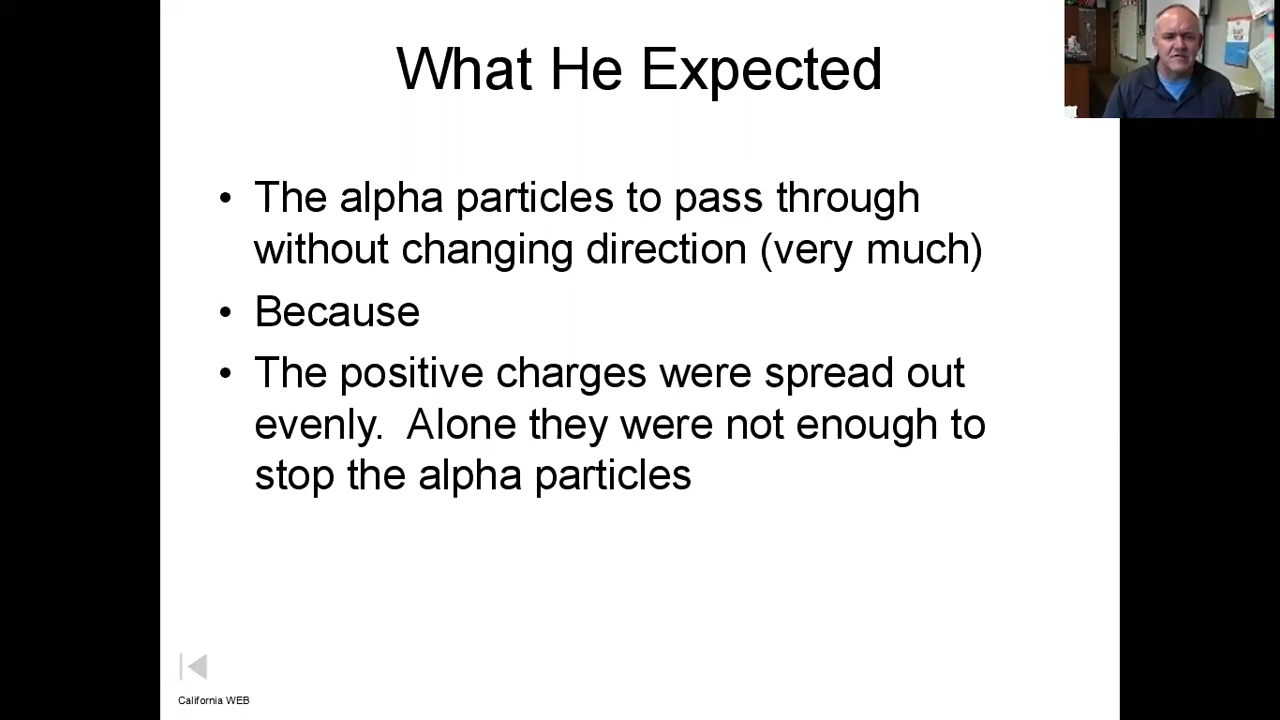 What He Expected
• The alpha particles to pass through
without changing direction (very much)
• Because
• The positive charges were spread out
evenly.  Alone they were not enough to
stop the alpha particles
California WEB